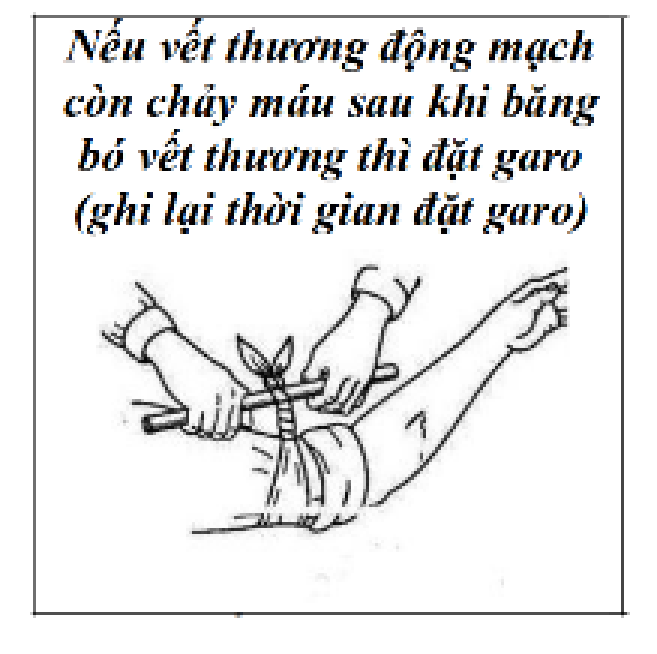 Nếu vết thương động mạch
còn chảy máu sau khi băng
bó vết thương thì đặt garo
(ghi lại thời gian đặt garo)